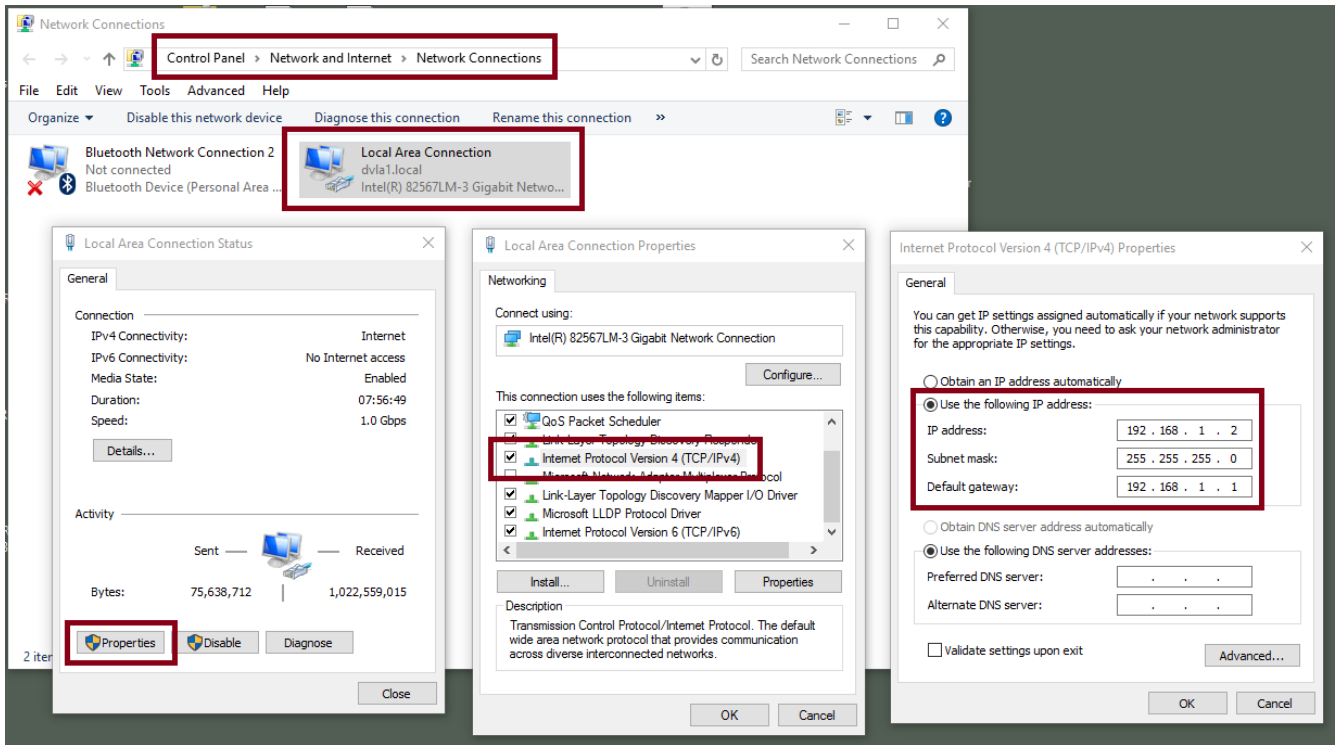 Network Connections
Control Panel > Network and Internet > Network Connections
Search Network Connections
File Edit View Tools Advanced Help
Organize Disable this network device Diagnose this connection Rename this connection »
Bluetooth Network Connection 2
Not connected
Bluetooth Device (Personal Area ...
Local Area Connection
dvla1.local
Intel(R) 82567LM-3 Gigabit Netwo...
2 iter
Local Area Connection Status
General
Connection
IPv4 Connectivity: Internet
IPv6 Connectivity: No Internet access
Media State: Enabled
Duration: 07:56:49
Speed: 1.0 Gbps
Details...
Activity
Sent Received
Bytes: 75,638,712 1,022,559,015
Properties Disable Diagnose
Close
Local Area Connection Properties
Networking
Connect using:
Intel(R) 82567LM-3 Gigabit Network Connection
Configure...
This connection uses the following items:
QoS Packet Scheduler
Link-Layer Topology Discovery Responder
Internet Protocol Version 4 (TCP/IPv4)
Microsoft Network Adapter Multiplexor Protocol
Link-Layer Topology Discovery Mapper I/O Driver
Microsoft LLDP Protocol Driver
Internet Protocol Version 6 (TCP/IPv6)
Install... Uninstall Properties
Description
Transmission Control Protocol/Internet Protocol. The default
wide area network protocol that provides communication
across diverse interconnected networks.
OK Cancel
Internet Protocol Version 4 (TCP/IPv4) Properties
General
You can get IP settings assigned automatically if your network supports
this capability. Otherwise, you need to ask your network administrator
for the appropriate IP settings.
Obtain an IP address automatically
Use the following IP address:
IP address: 192 . 168 . 1 . 2
Subnet mask: 255 . 255 . 255 . 0
Default gateway: 192 . 168 . 1 . 1
Obtain DNS server address automatically
Use the following DNS server addresses:
Preferred DNS server: . . .
Alternate DNS server: . . .
Validate settings upon exit
Advanced...
OK Cancel